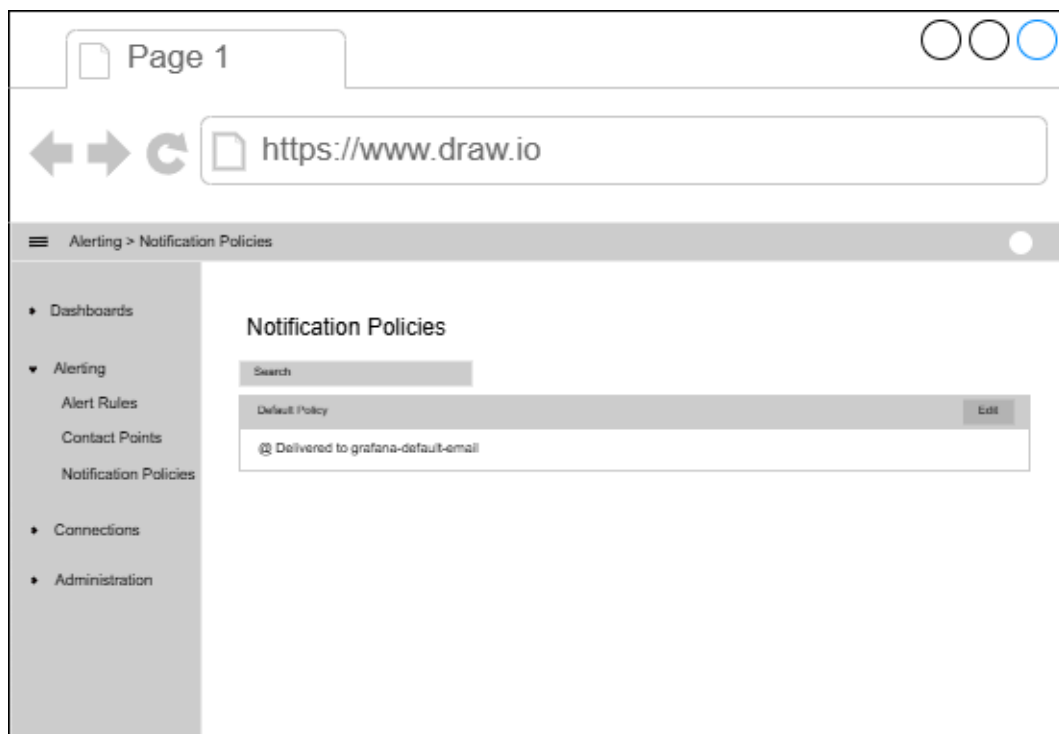 Page 1
https://www.draw.io
Alerting > Notification Policies
Dashboards
Alerting
Alert Rules
Contact Points
Notification Policies
Connections
Administration
Notification Policies
Search
Default Policy
Edit
@ Delivered to grafana-default-email